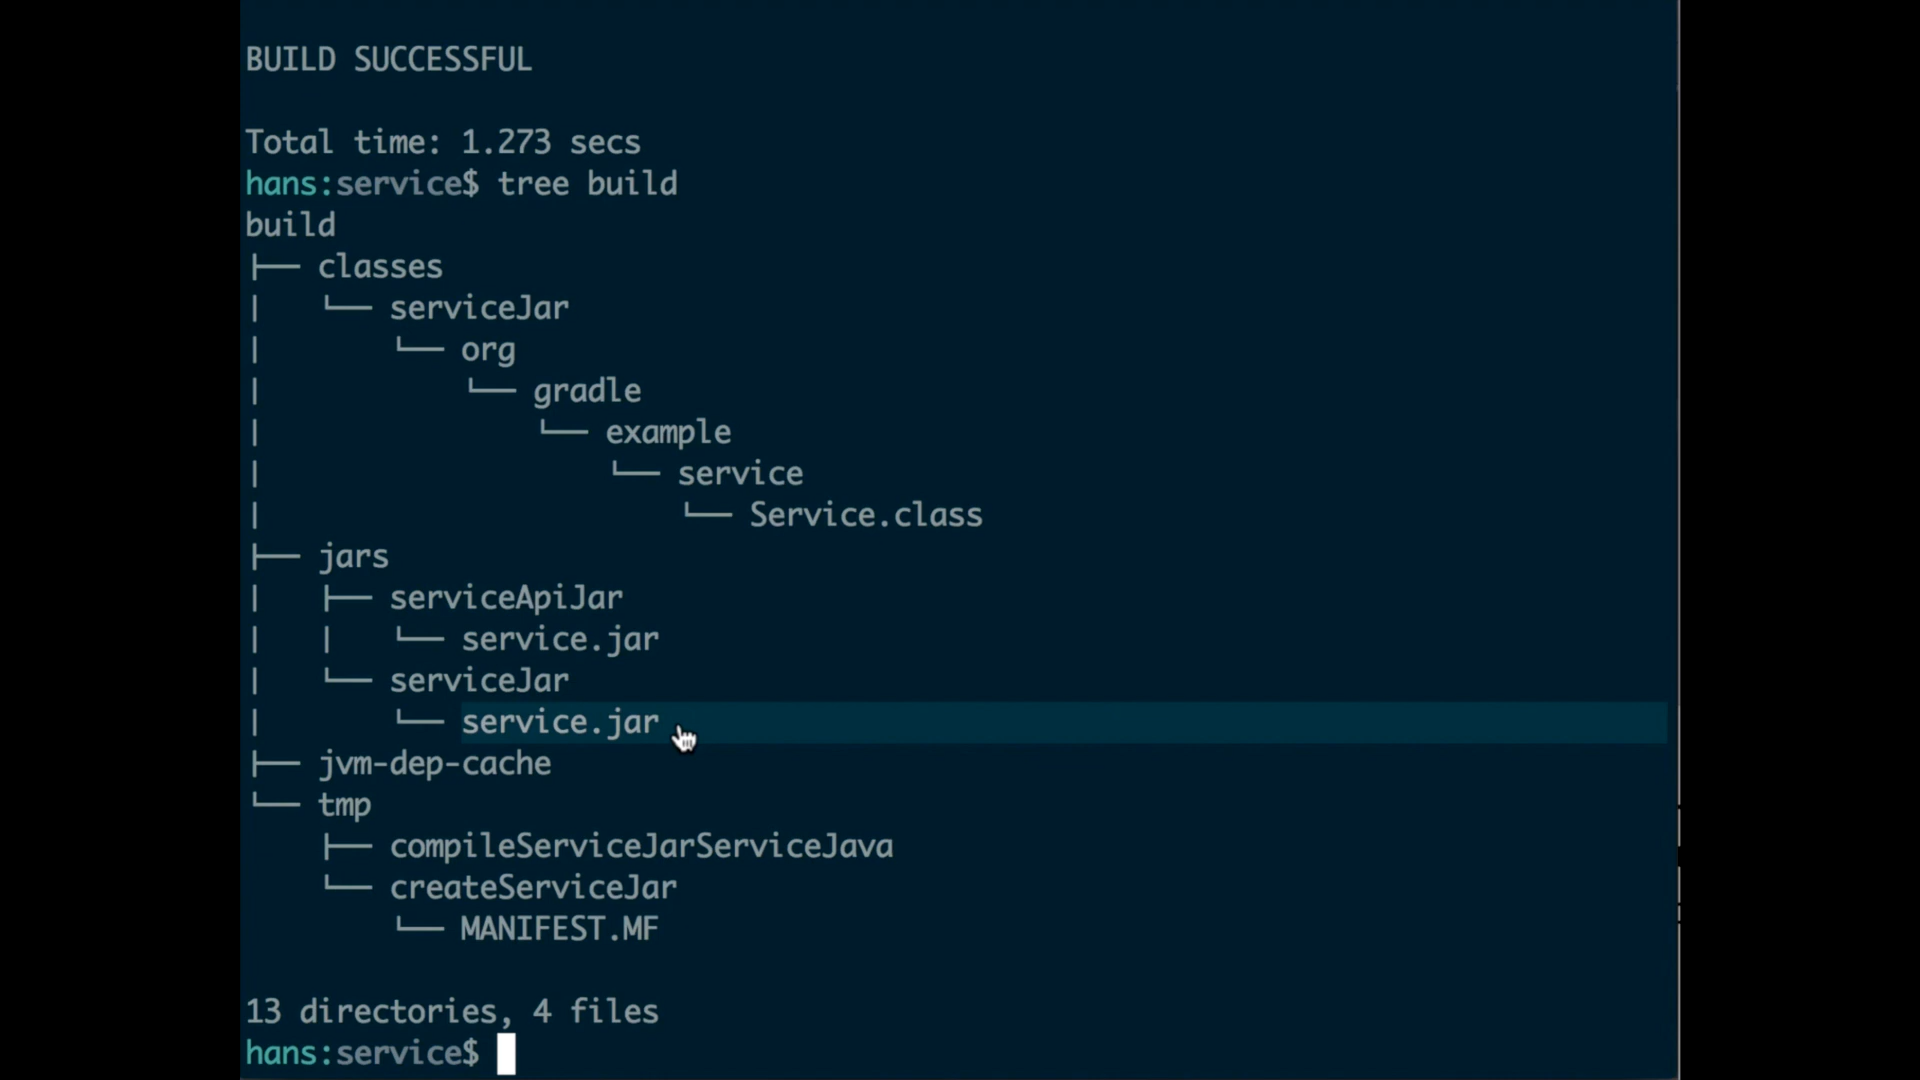 BUILD SUCCESSFUL
Total time: 1.273 secs
hans:service$ tree build
build
├── classes
│   └── serviceJar
│       └── org
│           └── gradle
│               └── example
│                   └── service
│                       └── Service.class
├── jars
│   ├── serviceApiJar
│   │   └── service.jar
│   └── serviceJar
│       └── service.jar
├── jvm-dep-cache
└── tmp
    ├── compileServiceJarServiceJava
    └── createServiceJar
        └── MANIFEST.MF
13 directories, 4 files
hans:service$